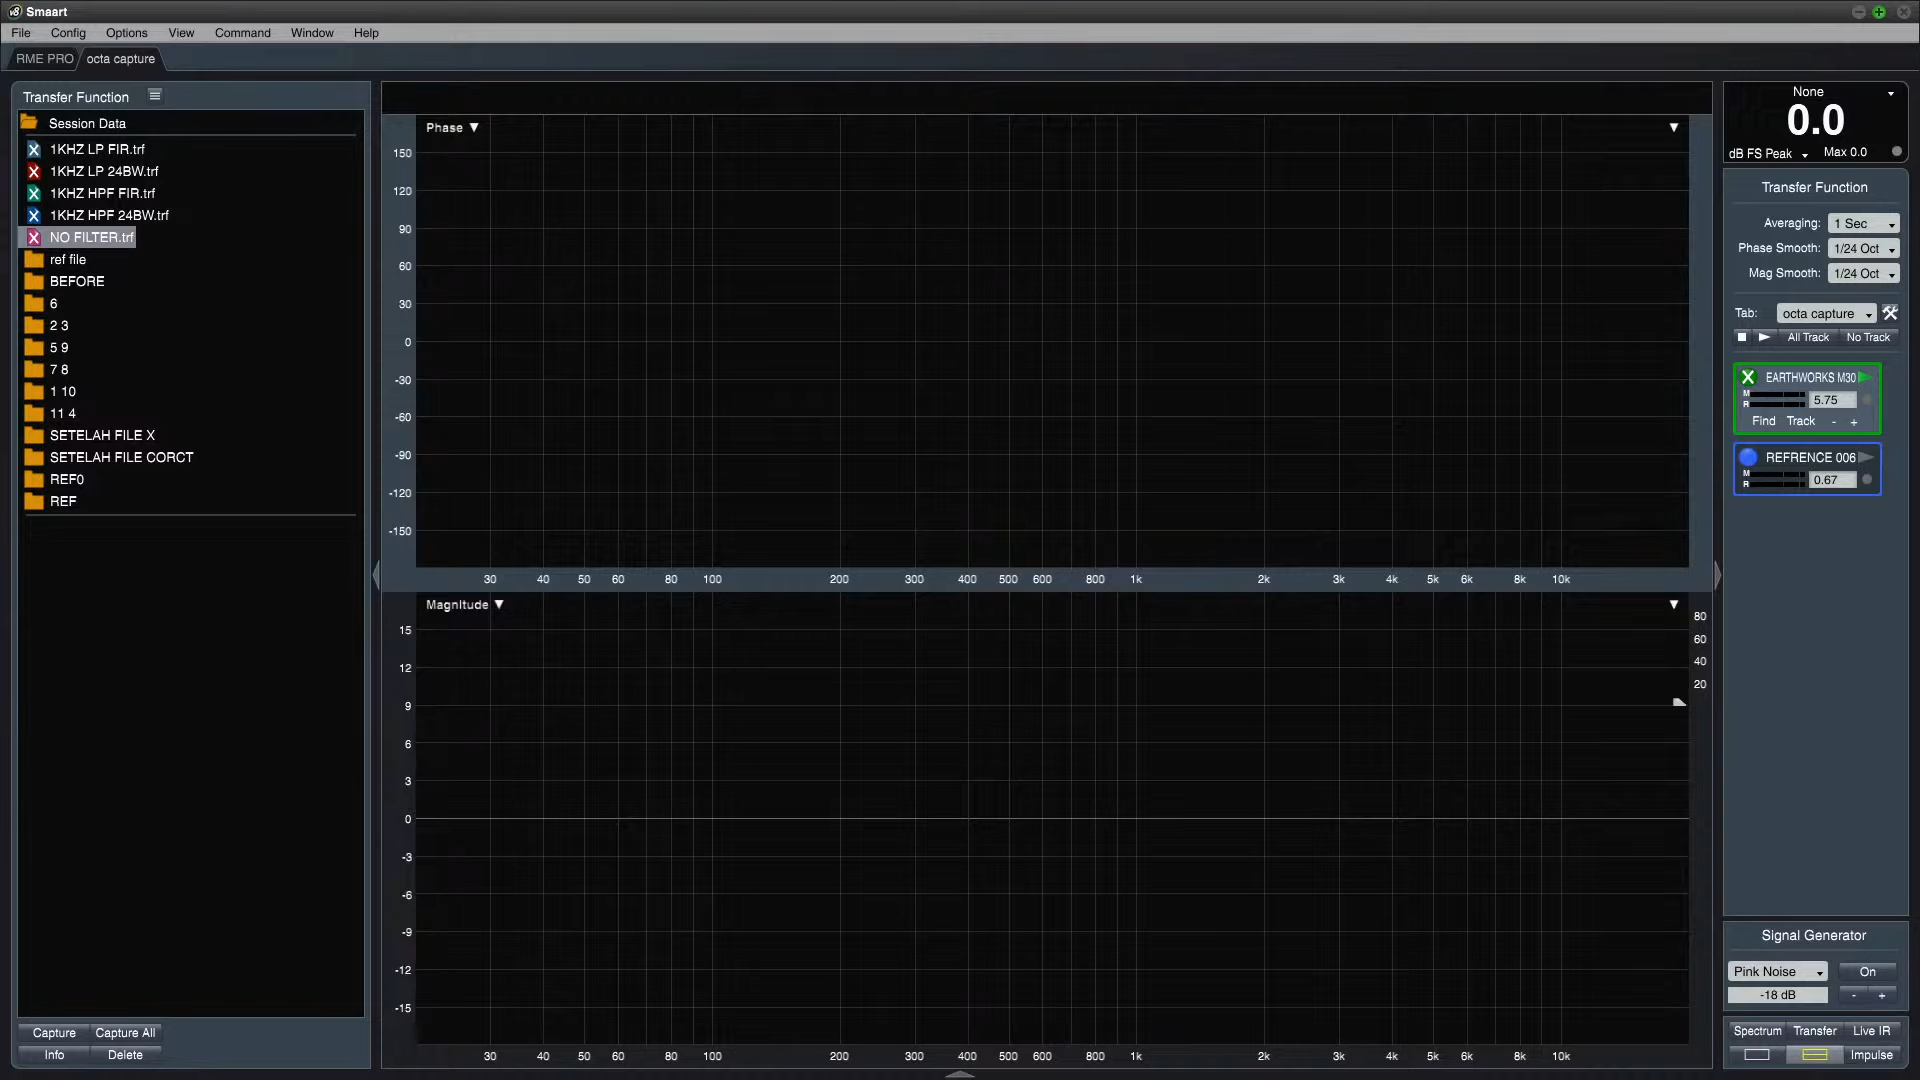 v8 Smaart
File Config Options View Command Window Help
RME PRO octa capture
Transfer Function
Session Data
1KHZ LP FIR.trf
1KHZ LP 24BW.trf
1KHZ HPF FIR.trf
1KHZ HPF 24BW.trf
NO FILTER.trf
ref file
BEFORE
6
2 3
5 9
7 8
1 10
11 4
SETELAH FILE X
SETELAH FILE CORCT
REF0
REF
Capture Capture All
Info Delete
Phase
150
120
90
60
30
0
-30
-60
-90
-120
-150
30 40 50 60 80 100 200 300 400 500 600 800 1k 2k 3k 4k 5k 6k 8k 10k
Magnitude
15
12
9
6
3
0
-3
-6
-9
-12
-15
80
60
40
20
30 40 50 60 80 100 200 300 400 500 600 800 1k 2k 3k 4k 5k 6k 8k 10k
None
0.0
dB FS Peak Max 0.0
Transfer Function
Averaging: 1 Sec
Phase Smooth: 1/24 Oct
Mag Smooth: 1/24 Oct
Tab: octa capture
All Track No Track
EARTHWORKS M30
M
R
5.75
Find Track - +
REFRENCE 006
M
R
0.67
Signal Generator
Pink Noise On
-18 dB - +
Spectrum Transfer Live IR
Impulse